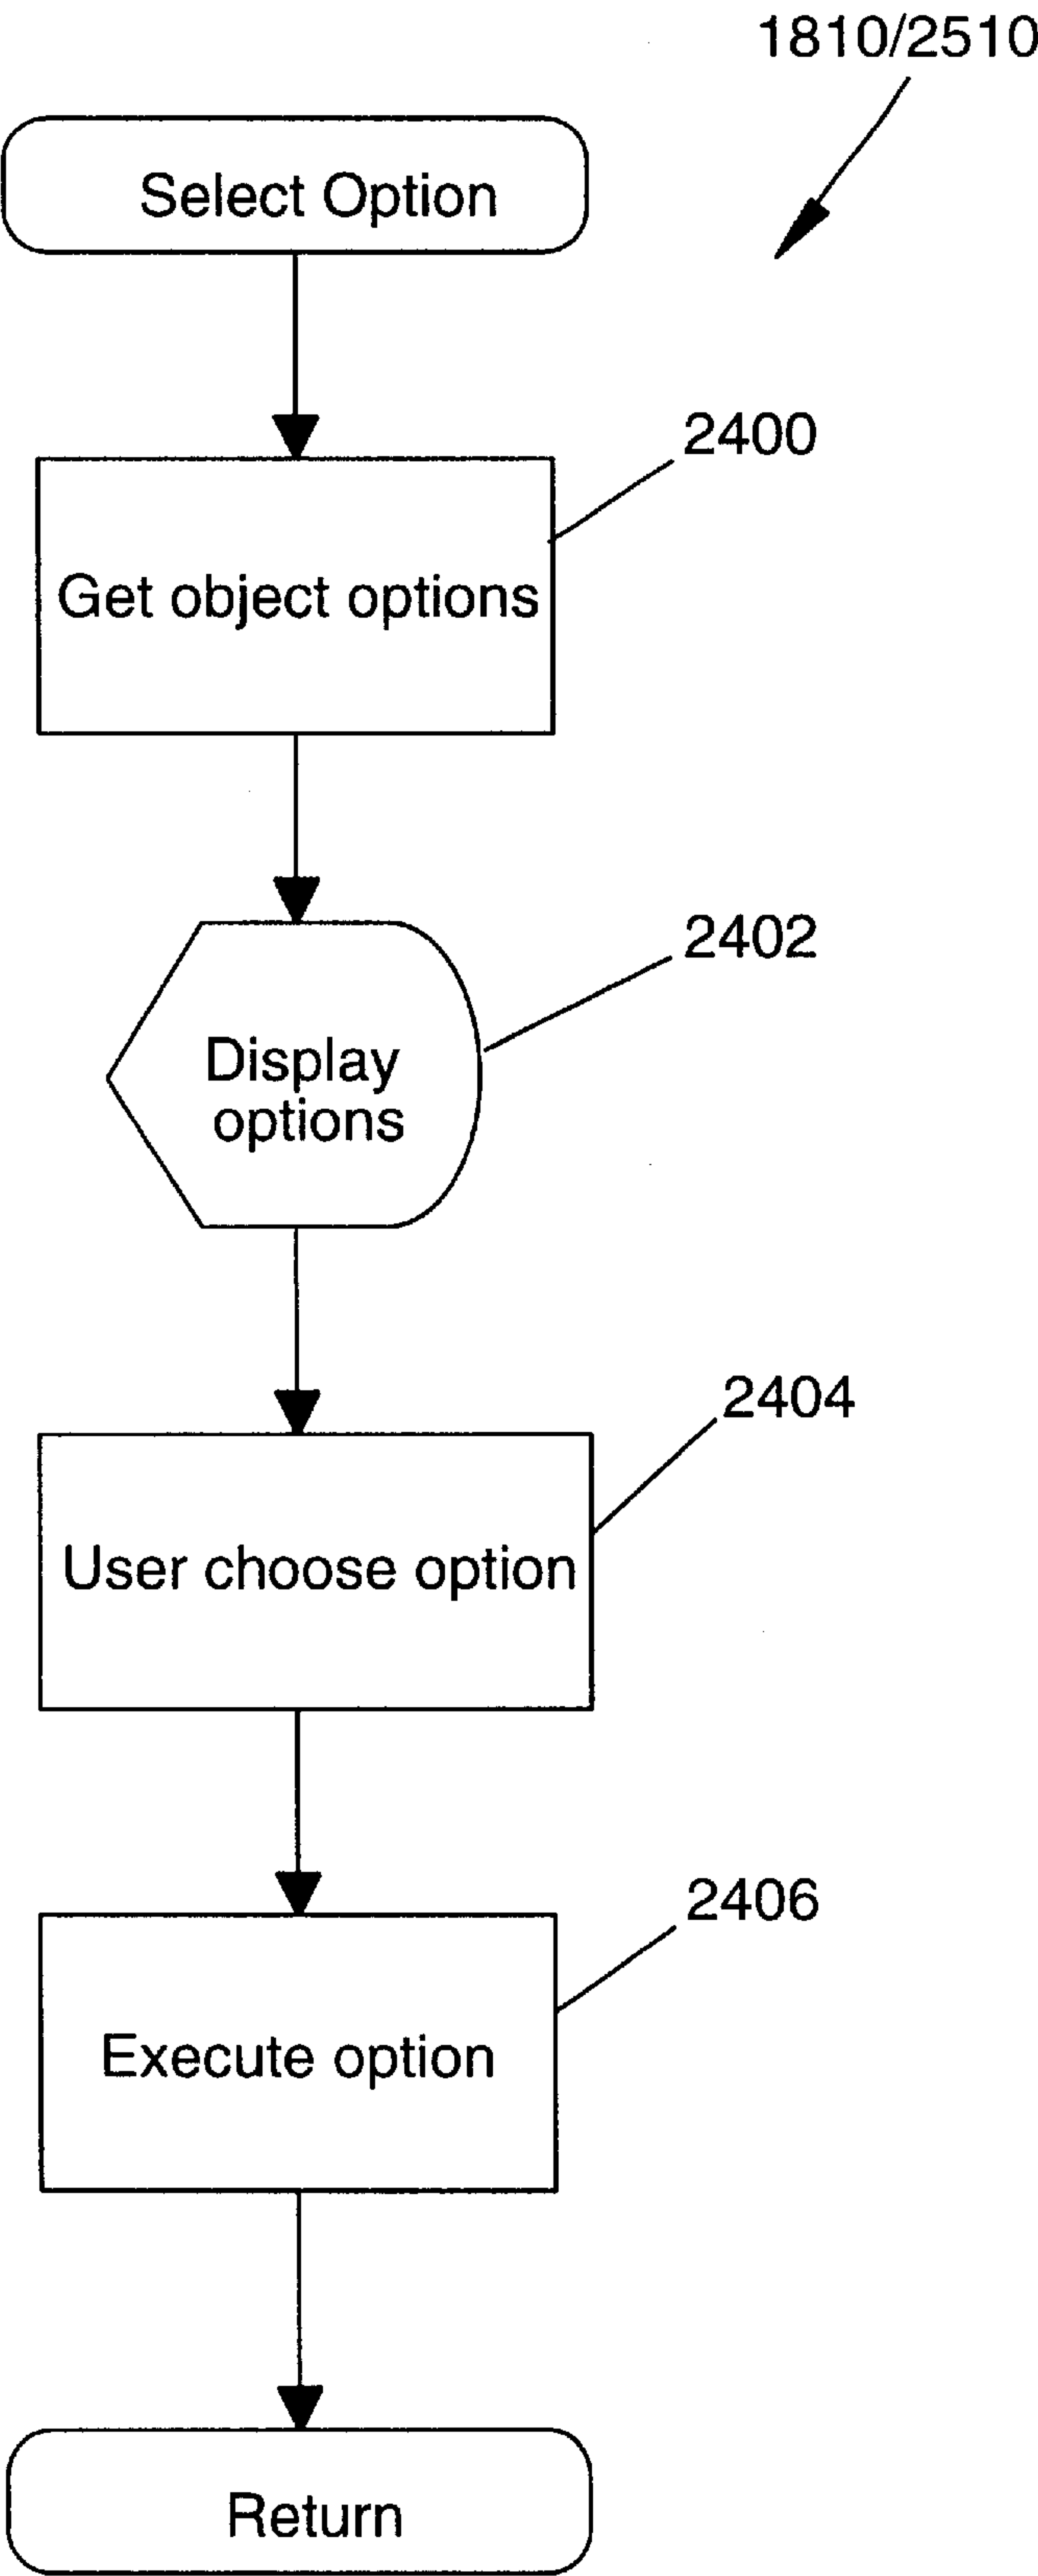 1810/2510
Select Option
2400
Get object options
2402
Display
options
2404
User choose option
2406
Execute option
Return